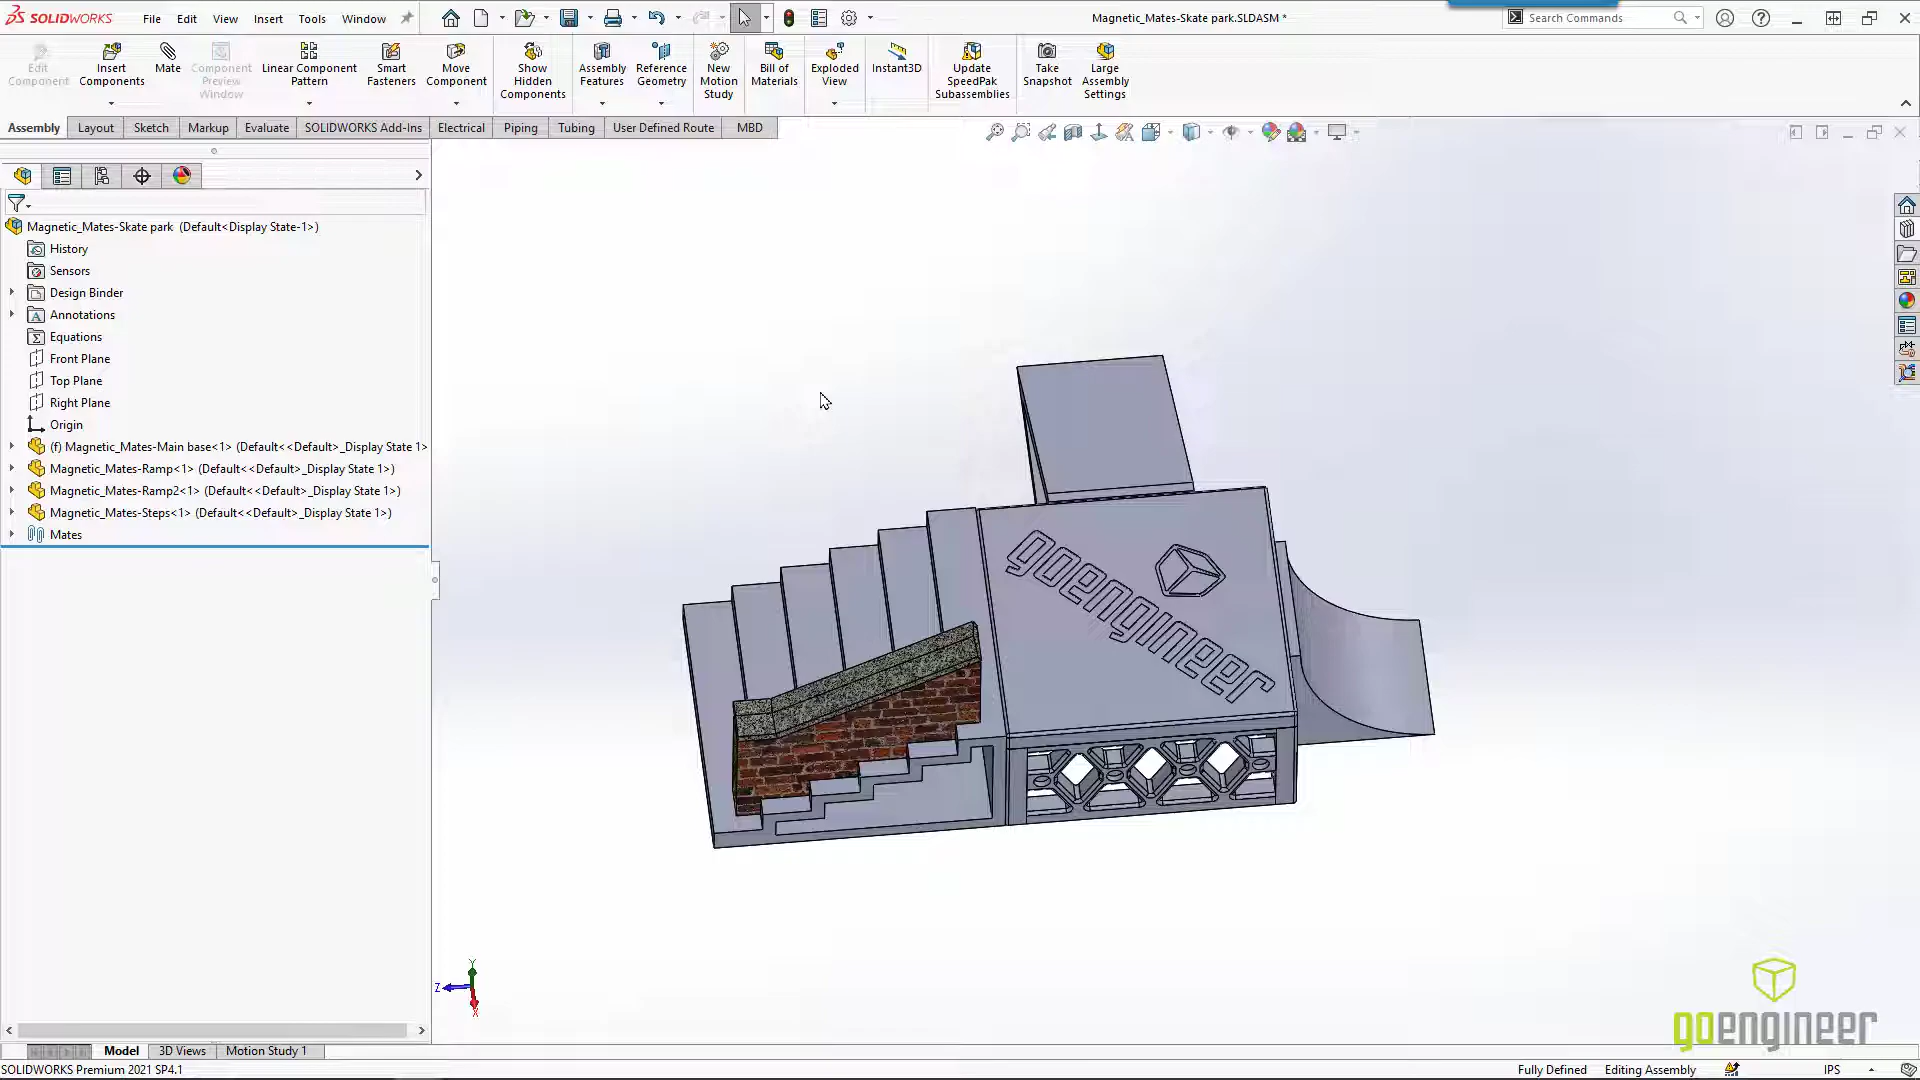 SOLIDWORKS
File Edit View Insert Tools Window
Magnetic_Mates-Skate park.SLDASM *
Search Commands
Edit Component
Insert Components
Mate
Component Preview Window
Linear Component Pattern
Smart Fasteners
Move Component
Show Hidden Components
Assembly Features
Reference Geometry
New Motion Study
Bill of Materials
Exploded View
Instant3D
Update SpeedPak Subassemblies
Take Snapshot
Large Assembly Settings
Assembly Layout Sketch Markup Evaluate SOLIDWORKS Add-Ins Electrical Piping Tubing User Defined Route MBD
Magnetic_Mates-Skate park (Default<Display State-1>)
History
Sensors
Design Binder
Annotations
Equations
Front Plane
Top Plane
Right Plane
Origin
(f) Magnetic_Mates-Main base<1> (Default<<Default>_Display State 1>
Magnetic_Mates-Ramp<1> (Default<<Default>_Display State 1>)
Magnetic_Mates-Ramp2<1> (Default<<Default>_Display State 1>)
Magnetic_Mates-Steps<1> (Default<<Default>_Display State 1>)
Mates
goengineer
Y
Z
X
goengineer
Model 3D Views Motion Study 1
SOLIDWORKS Premium 2021 SP4.1
Fully Defined Editing Assembly IPS